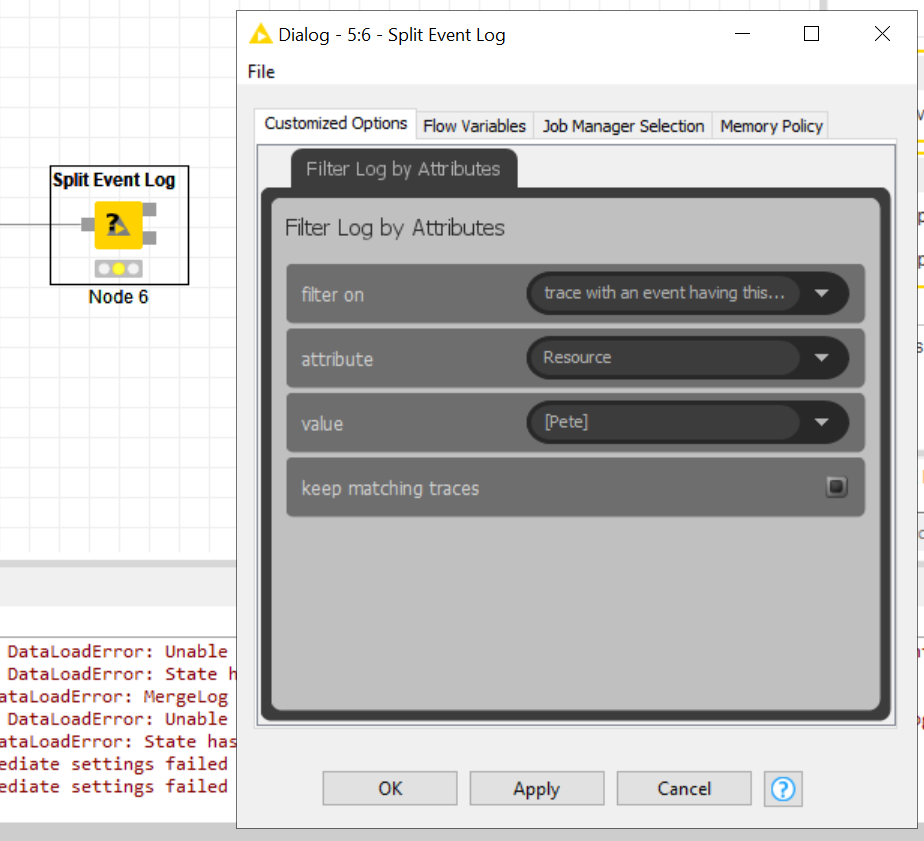 Dialog - 5:6 - Split Event Log
File
Customized Options
Flow Variables
Job Manager Selection
Memory Policy
Split Event Log
?
Node 6
Filter Log by Attributes
Filter Log by Attributes
filter on
trace with an event having this...
attribute
Resource
value
[Pete]
keep matching traces
DataLoadError: Unable
DataLoadError: State h
ataLoadError: MergeLog
DataLoadError: Unable
ataLoadError: State has
ediate settings failed
ediate settings failed
OK
Apply
Cancel
?